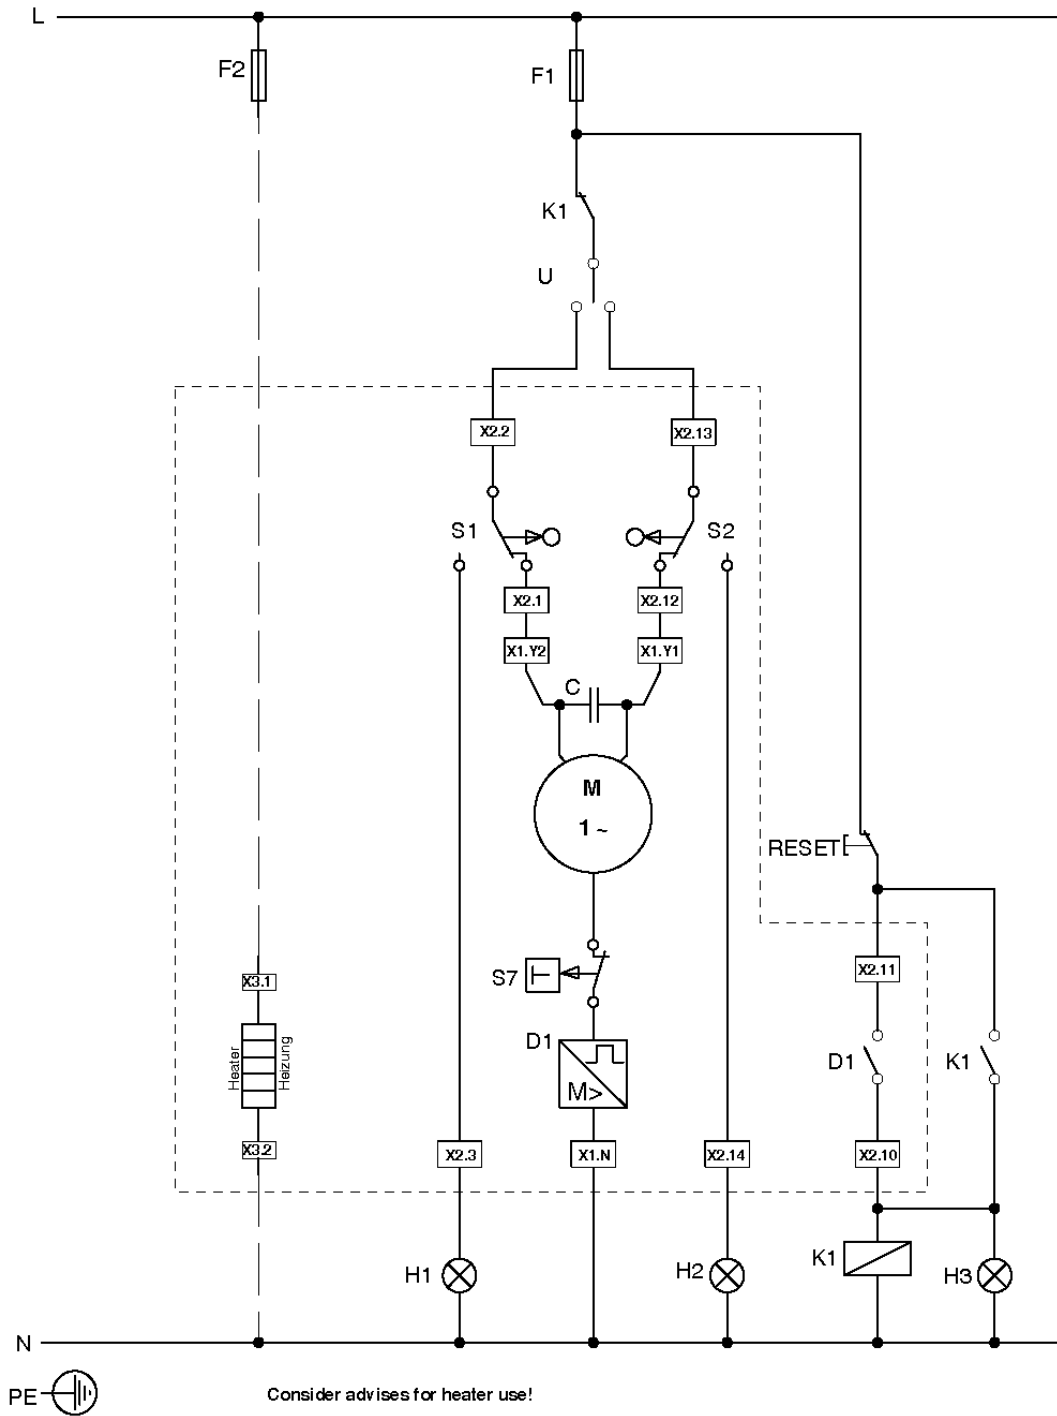 L
F2
F1
K1
U
X2.2
X2.13
S1
S2
X2.1
X2.12
X1.Y2
X1.Y1
C
M
1 ~
RESET
X2.11
S7
X3.1
D1
D1
K1
Heater
Heizung
M>
X3.2
X2.3
X1.N
X2.14
X2.10
K1
H1
H2
H3
N
PE
Consider advises for heater use!